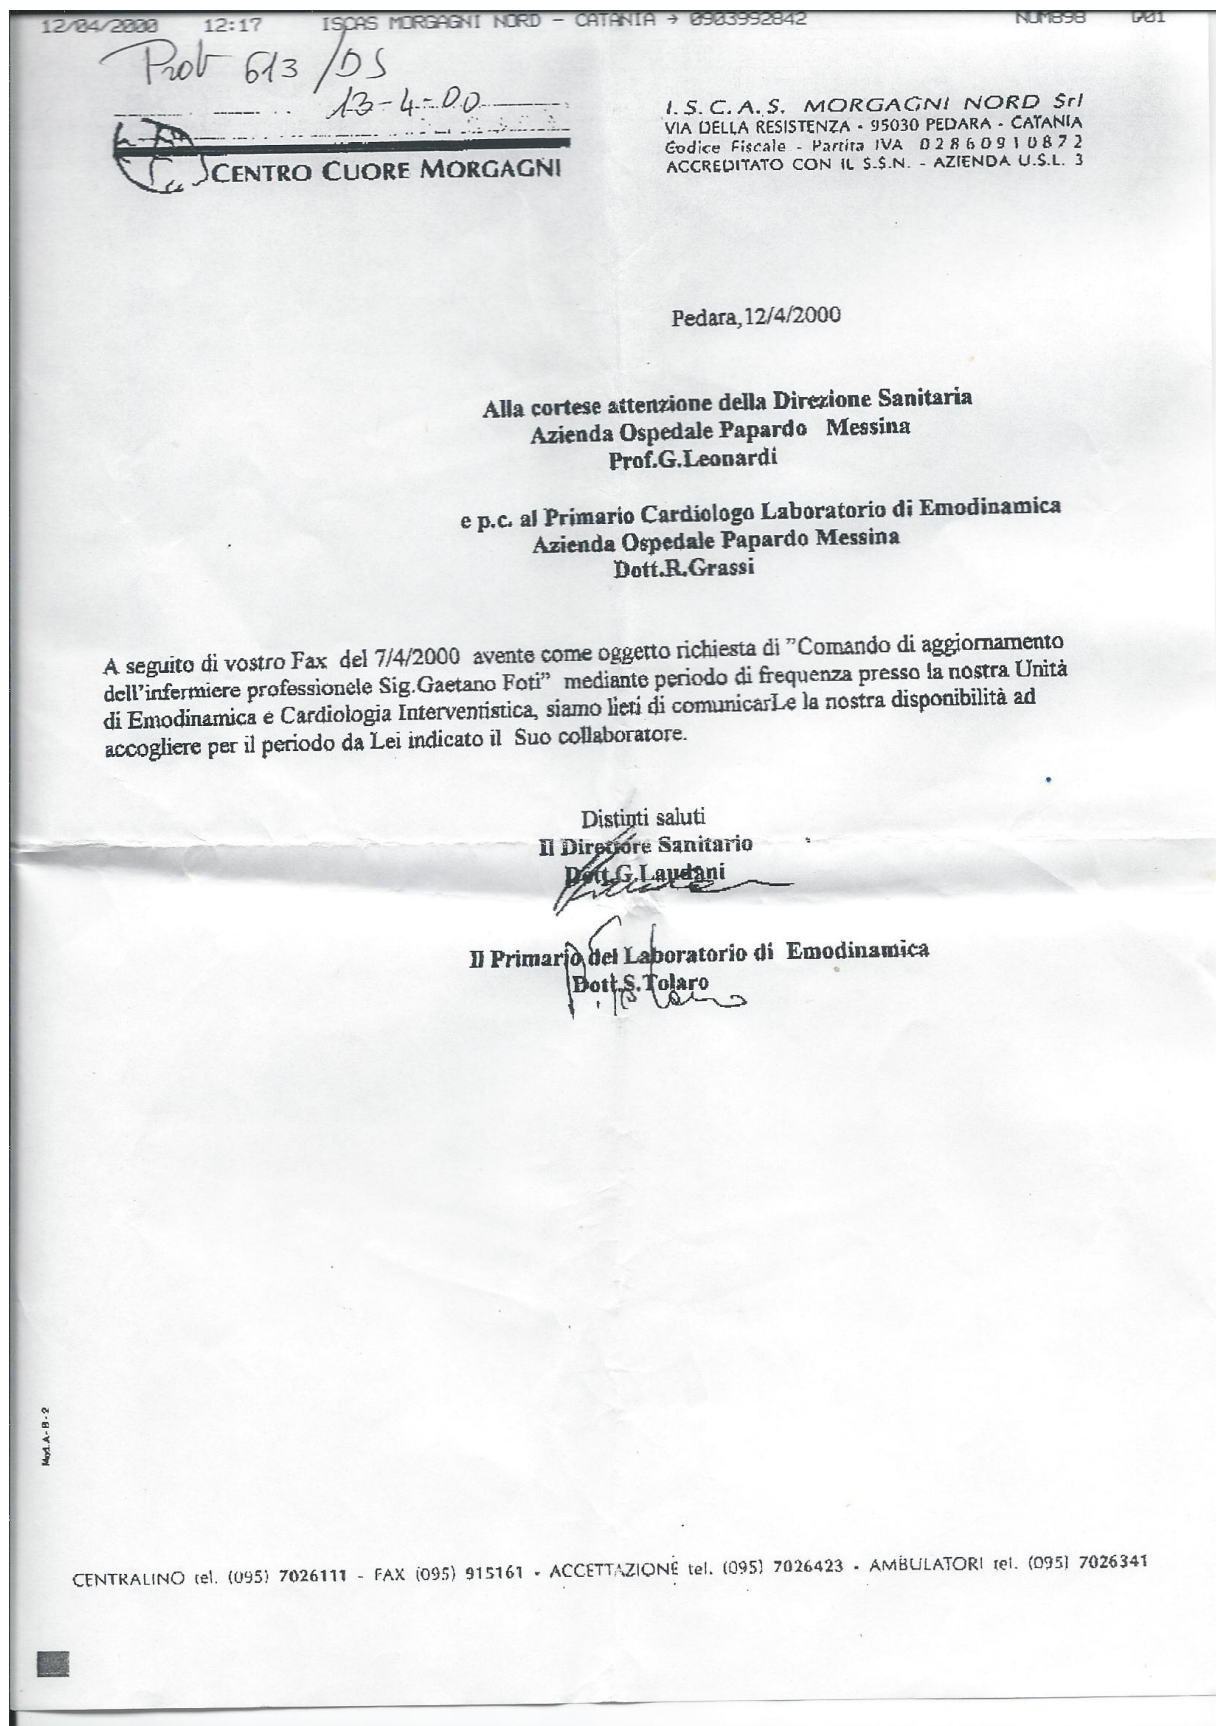 12/04/2000 12:17 ISCAS MORGAGNI NORD - CATANIA → 0903992842 NUM898 D01
Prot 613/DS
13-4-00
CENTRO CUORE MORGAGNI
I.S.C.A.S. MORGAGNI NORD Srl
VIA DELLA RESISTENZA - 95030 PEDARA - CATANIA
Codice Fiscale - Partita IVA 02860910872
ACCREDITATO CON IL S.S.N. - AZIENDA U.S.L. 3
Pedara,12/4/2000
Alla cortese attenzione della Direzione Sanitaria
Azienda Ospedale Papardo Messina
Prof.G.Leonardi
e p.c. al Primario Cardiologo Laboratorio di Emodinamica
Azienda Ospedale Papardo Messina
Dott.R.Grassi
A seguito di vostro Fax del 7/4/2000 avente come oggetto richiesta di "Comando di aggiornamento
dell'infermiere professionele Sig.Gaetano Foti" mediante periodo di frequenza presso la nostra Unità
di Emodinamica e Cardiologia Interventistica, siamo lieti di comunicarLe la nostra disponibilità ad
accogliere per il periodo da Lei indicato il Suo collaboratore.
Distinti saluti
Il Direttore Sanitario
Dott.G.Laudani
Il Primario del Laboratorio di Emodinamica
Dott.S.Tolaro
Mod. A - B - 2
CENTRALINO tel. (095) 7026111 - FAX (095) 915161 - ACCETTAZIONE tel. (095) 7026423 - AMBULATORI tel. (095) 7026341